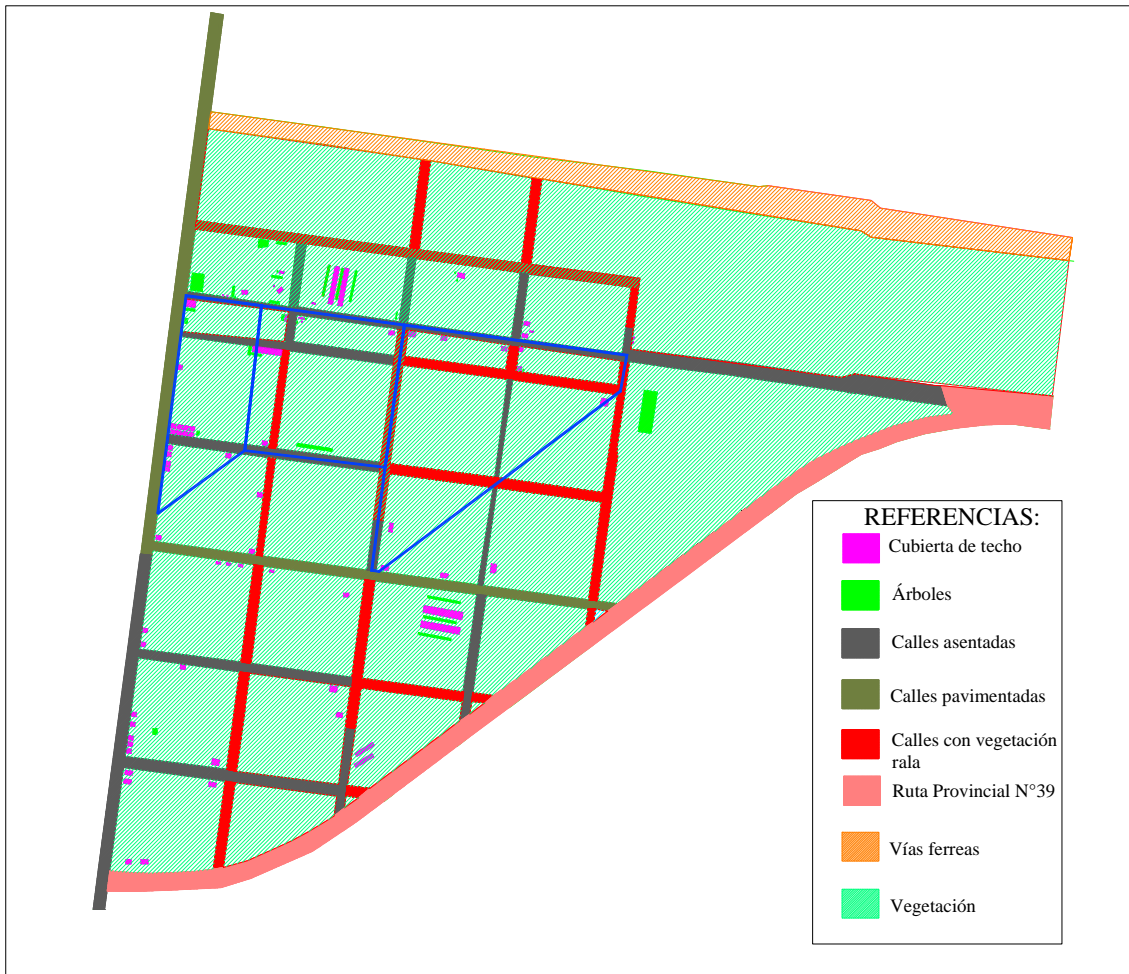 REFERENCIAS:
Cubierta de techo
Árboles
Calles asentadas
Calles pavimentadas
Calles con vegetación
rala
Ruta Provincial N°39
Vías ferreas
Vegetación